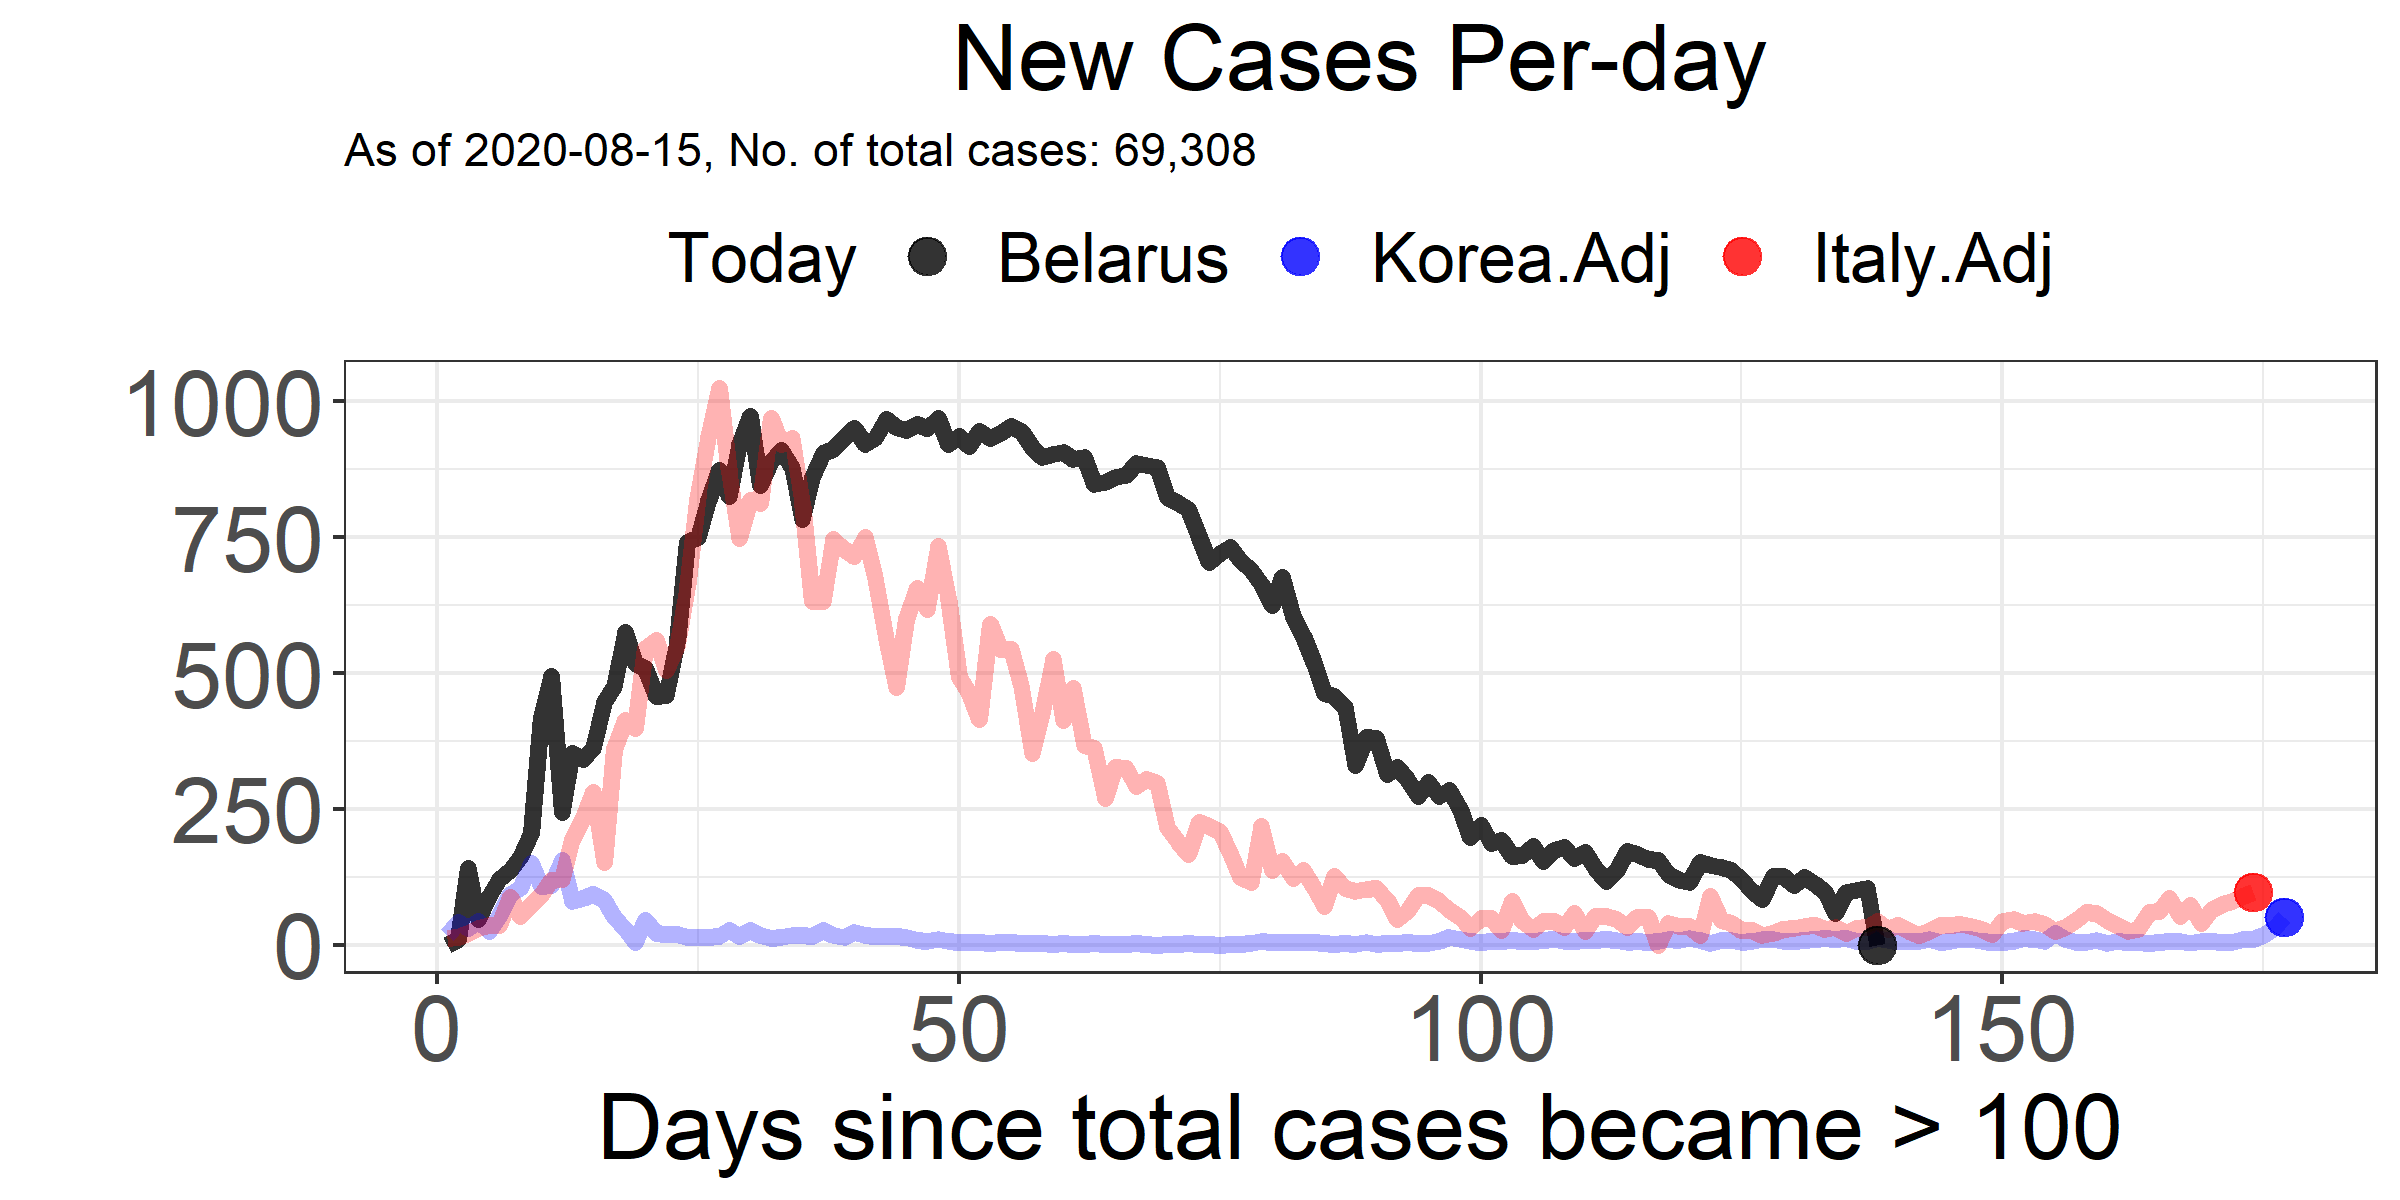 New Cases Per-day
As of 2020-08-15, No. of total cases: 69,308
Today Belarus Korea.Adj Italy.Adj
1000
750
500
250
0
0 50 100 150
Days since total cases became > 100